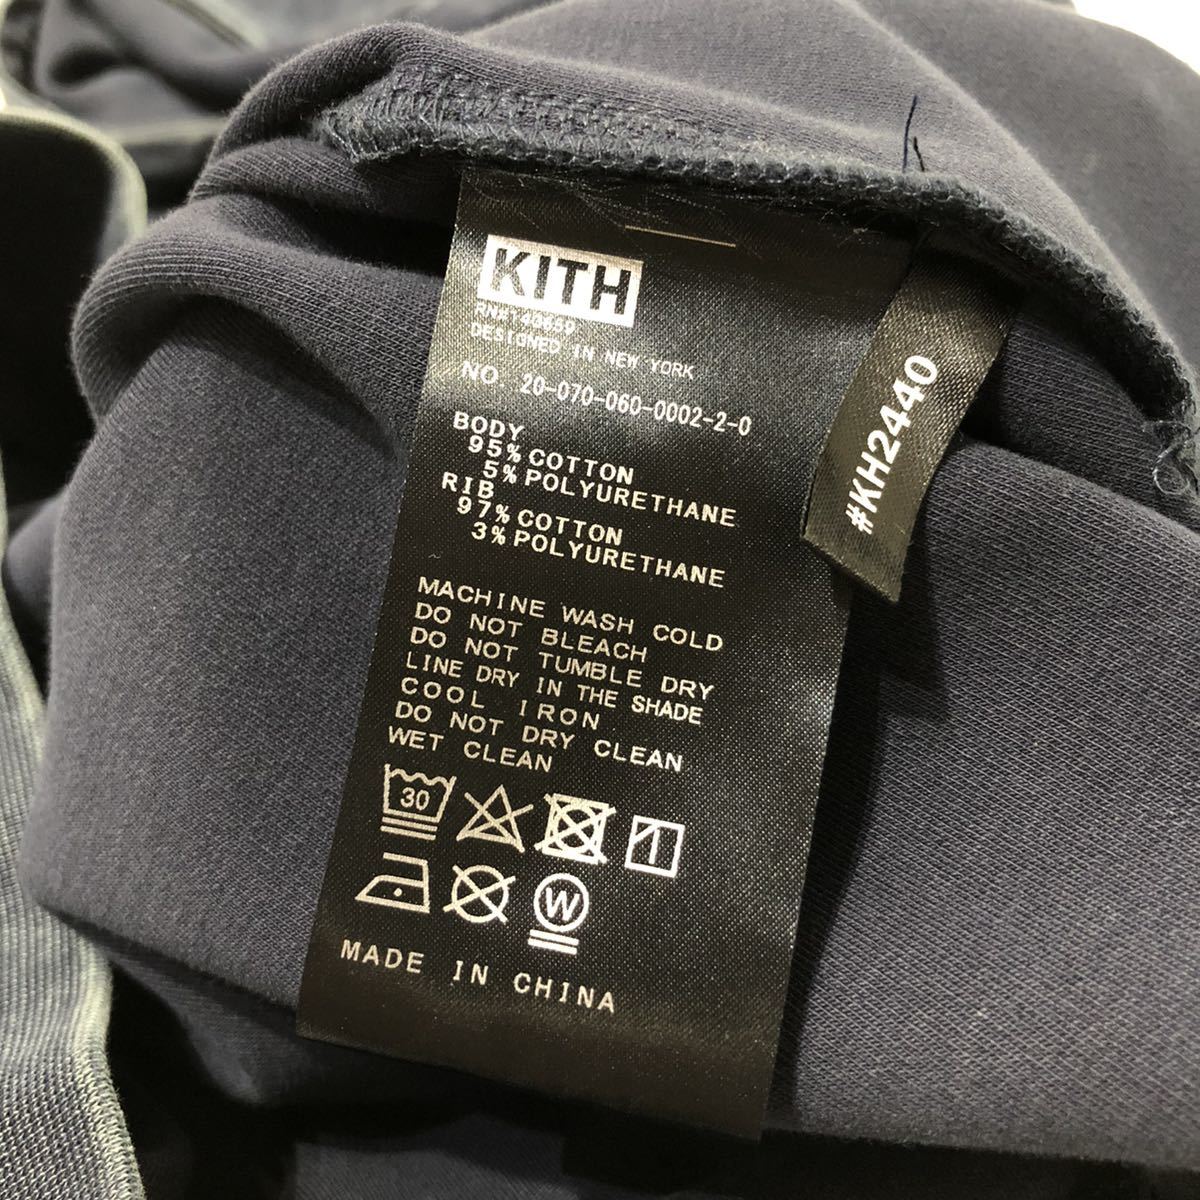 KITH
RN#146659
DESIGNED IN NEW YORK
NO. 20-070-060-0002-2-0
BODY
95% COTTON
5% POLYURETHANE
RIB
97% COTTON
3% POLYURETHANE
MACHINE WASH COLD
DO NOT BLEACH
DO NOT TUMBLE DRY
LINE DRY IN THE SHADE
COOL IRON
DO NOT DRY CLEAN
WET CLEAN
30
W
MADE IN CHINA
#KH2440